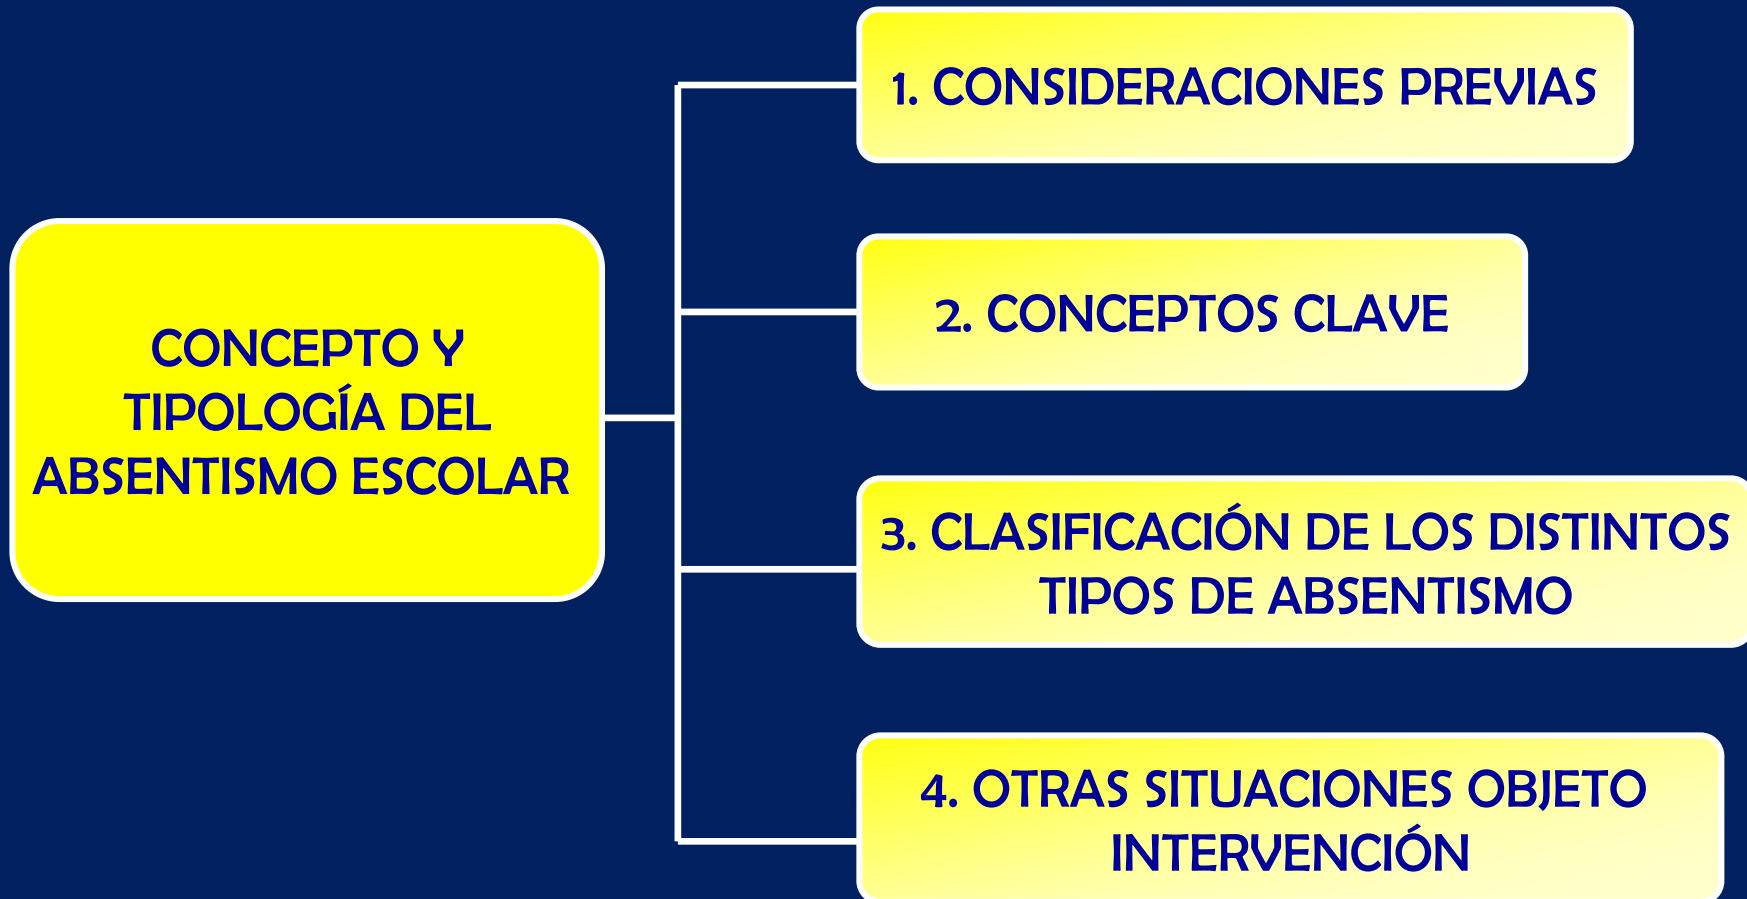 CONCEPTO Y
TIPOLOGÍA DEL
ABSENTISMO ESCOLAR
1. CONSIDERACIONES PREVIAS
2. CONCEPTOS CLAVE
3. CLASIFICACIÓN DE LOS DISTINTOS
TIPOS DE ABSENTISMO
4. OTRAS SITUACIONES OBJETO
INTERVENCIÓN